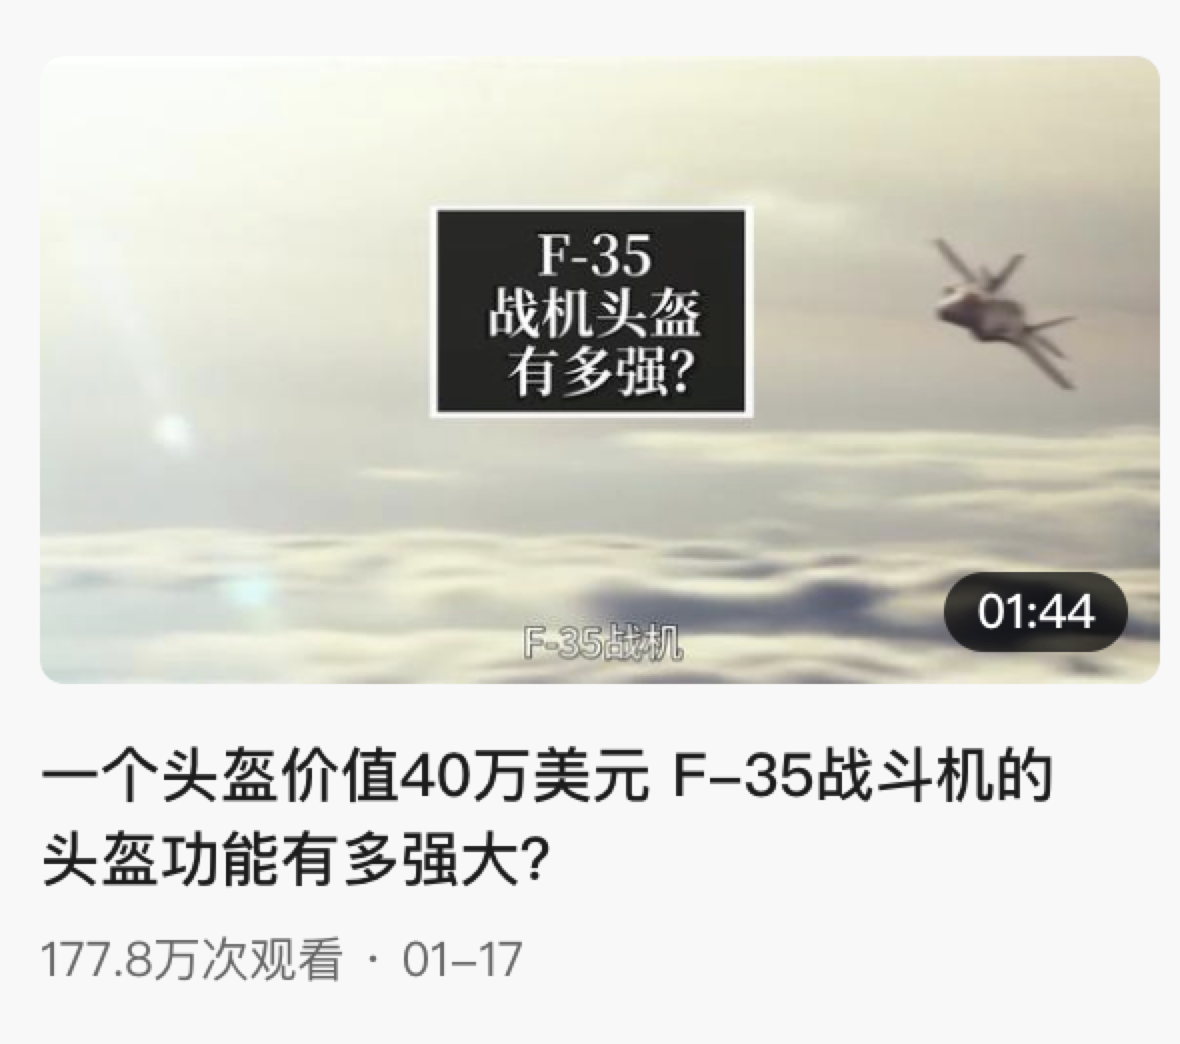 F-35
战机头盔
有多强？
01:44
F-35战机
一个头盔价值40万美元 F-35战斗机的
头盔功能有多强大？
177.8万次观看 · 01-17